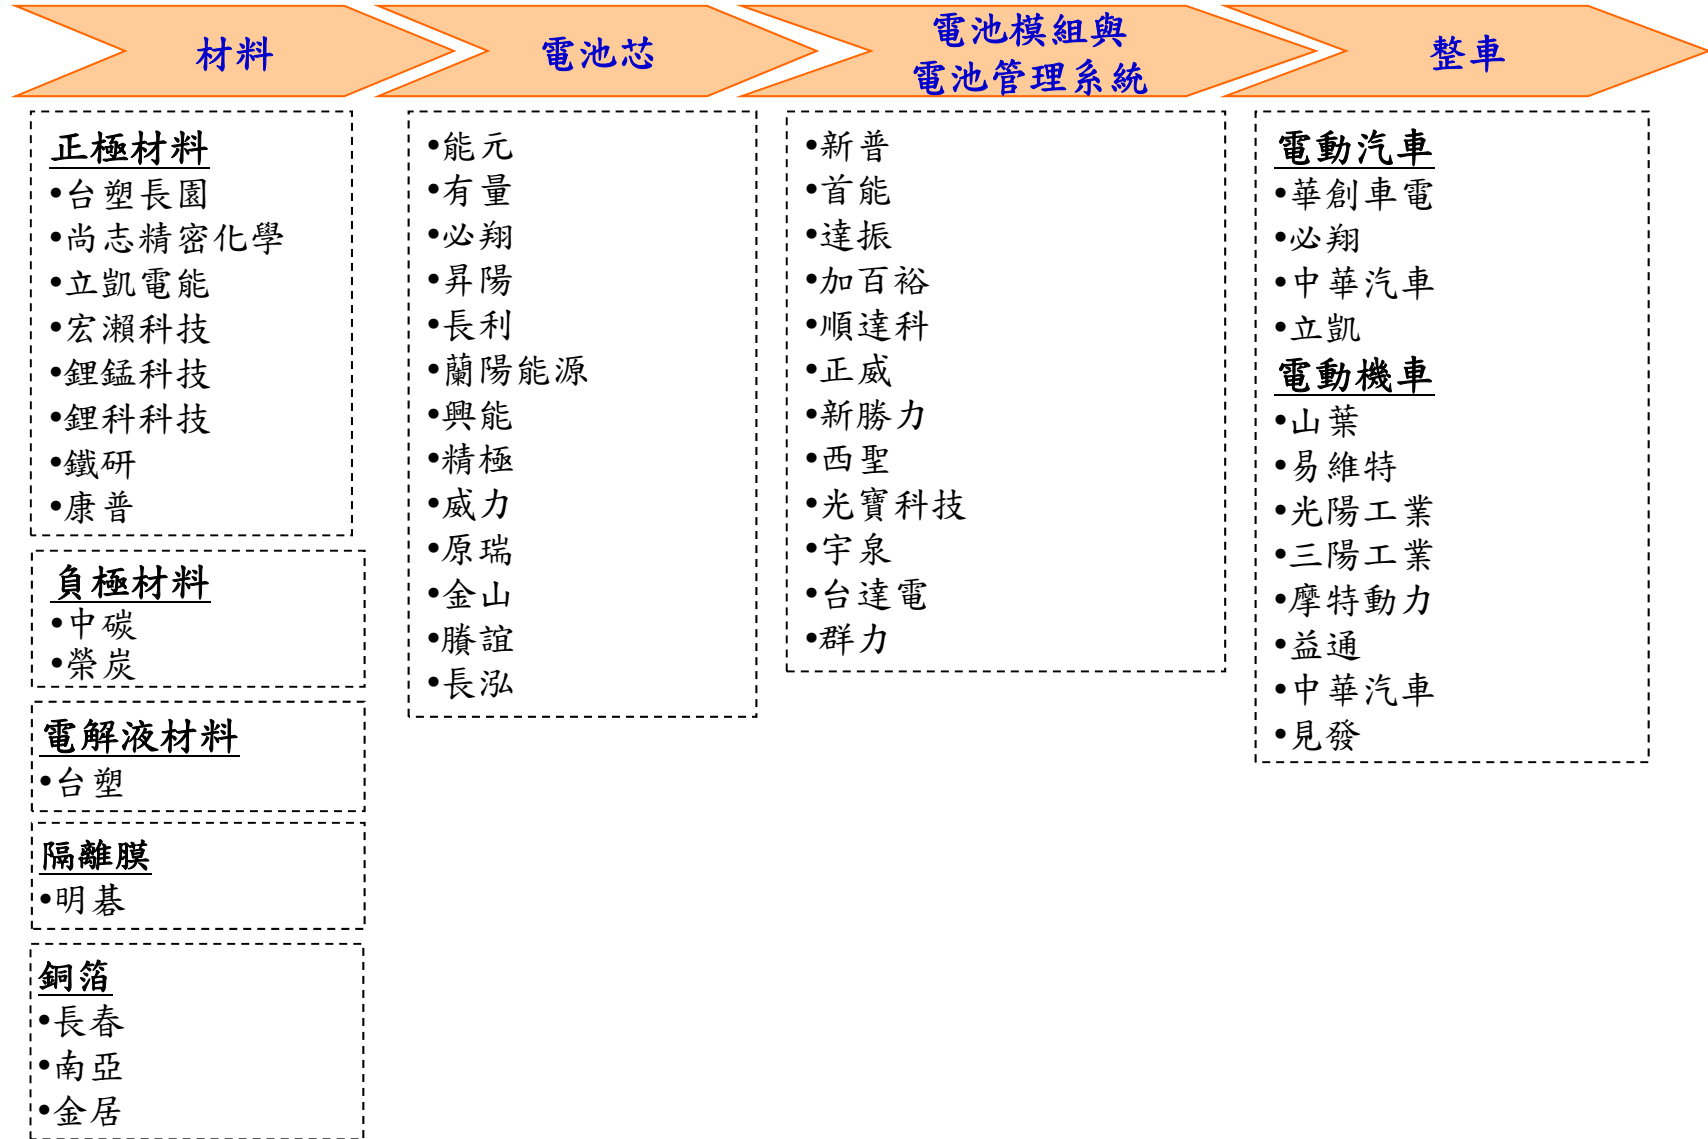 材料
電池芯
電池模組與
電池管理系統
整車
正極材料
•台塑長園
•尚志精密化學
•立凱電能
•宏瀨科技
•鋰錳科技
•鋰科科技
•鐵研
•康普
負極材料
•中碳
•榮炭
電解液材料
•台塑
隔離膜
•明碁
銅箔
•長春
•南亞
•金居
•能元
•有量
•必翔
•昇陽
•長利
•蘭陽能源
•興能
•精極
•威力
•原瑞
•金山
•賸誼
•長泓
•新普
•首能
•達振
•加百裕
•順達科
•正威
•新勝力
•西聖
•光寶科技
•宇泉
•台達電
•群力
電動汽車
•華創車電
•必翔
•中華汽車
•立凱
電動機車
•山葉
•易維特
•光陽工業
•三陽工業
•摩特動力
•益通
•中華汽車
•見發